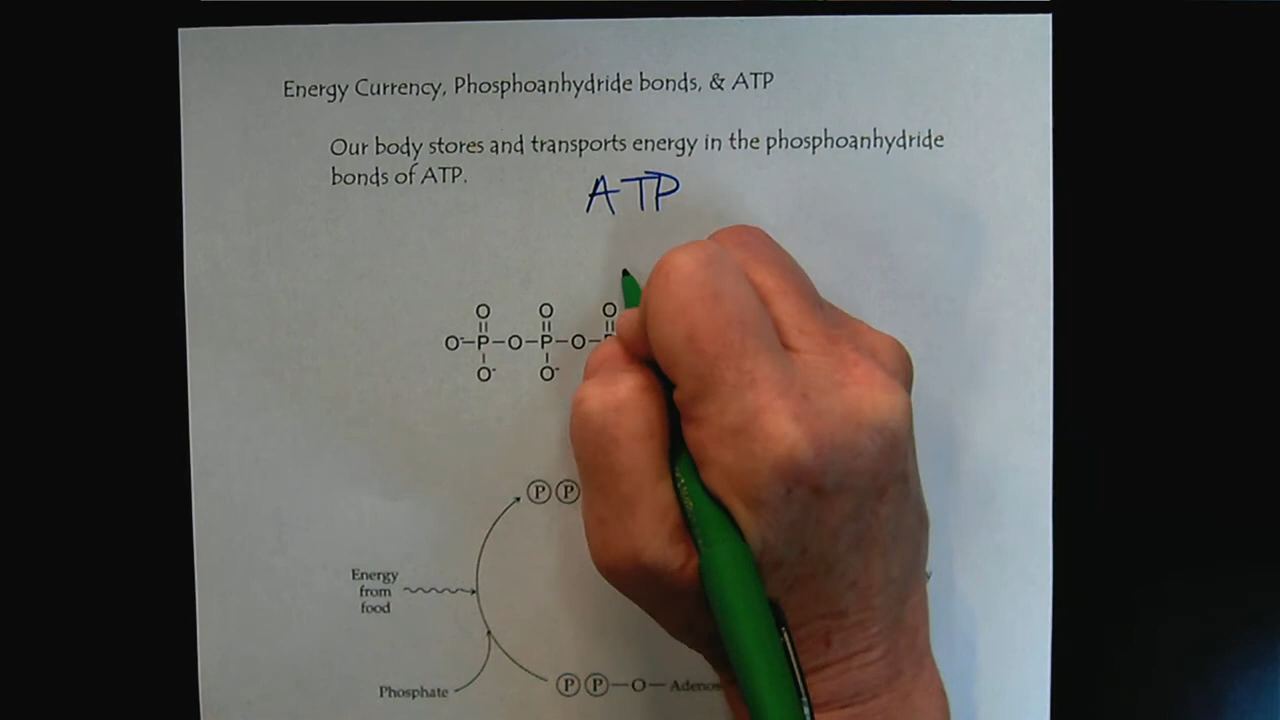 Energy Currency, Phosphoanhydride bonds, & ATP
Our body stores and transports energy in the phosphoanhydride
bonds of ATP.
ATP
O O O
O⁻–P–O–P–O–
O⁻ O⁻
P P
Energy
from
food
Phosphate
P P –O–